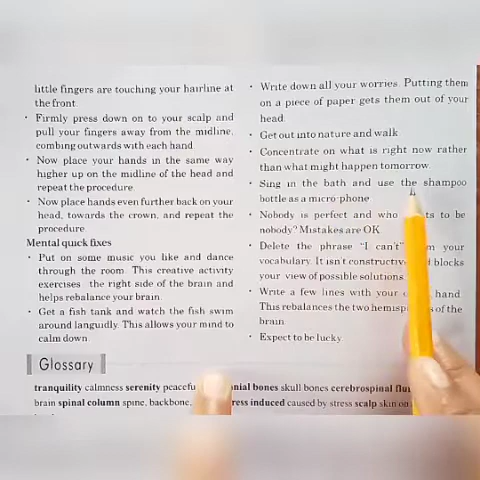 little fingers are touching your hairline at
the front.
• Firmly press down on to your scalp and
pull your fingers away from the midline,
combing outwards with each hand.
• Now place your hands in the same way
higher up on the midline of the head and
repeat the procedure.
• Now place hands even further back on your
head, towards the crown, and repeat the
procedure.
Mental quick fixes
• Put on some music you like and dance
through the room. This creative activity
exercises the right side of the brain and
helps rebalance your brain.
• Get a fish tank and watch the fish swim
around languidly. This allows your mind to
calm down.
• Write down all your worries. Putting them
on a piece of paper gets them out of your
head.
• Get out into nature and walk.
• Concentrate on what is right now rather
than what might happen tomorrow.
• Sing in the bath and use the shampoo
bottle as a micro-phone.
• Nobody is perfect and who to be
nobody? Mistakes are OK.
• Delete the phrase "I can't" your
vocabulary. It isn't constructive blocks
your view of possible solutions.
• Write a few lines with your hand.
This rebalances the two of the
brain.
• Expect to be lucky.
Glossary
tranquility calmness serenity bones skull bones cerebrospinal
brain spinal column spine, backbone, induced caused by stress scalp skin on